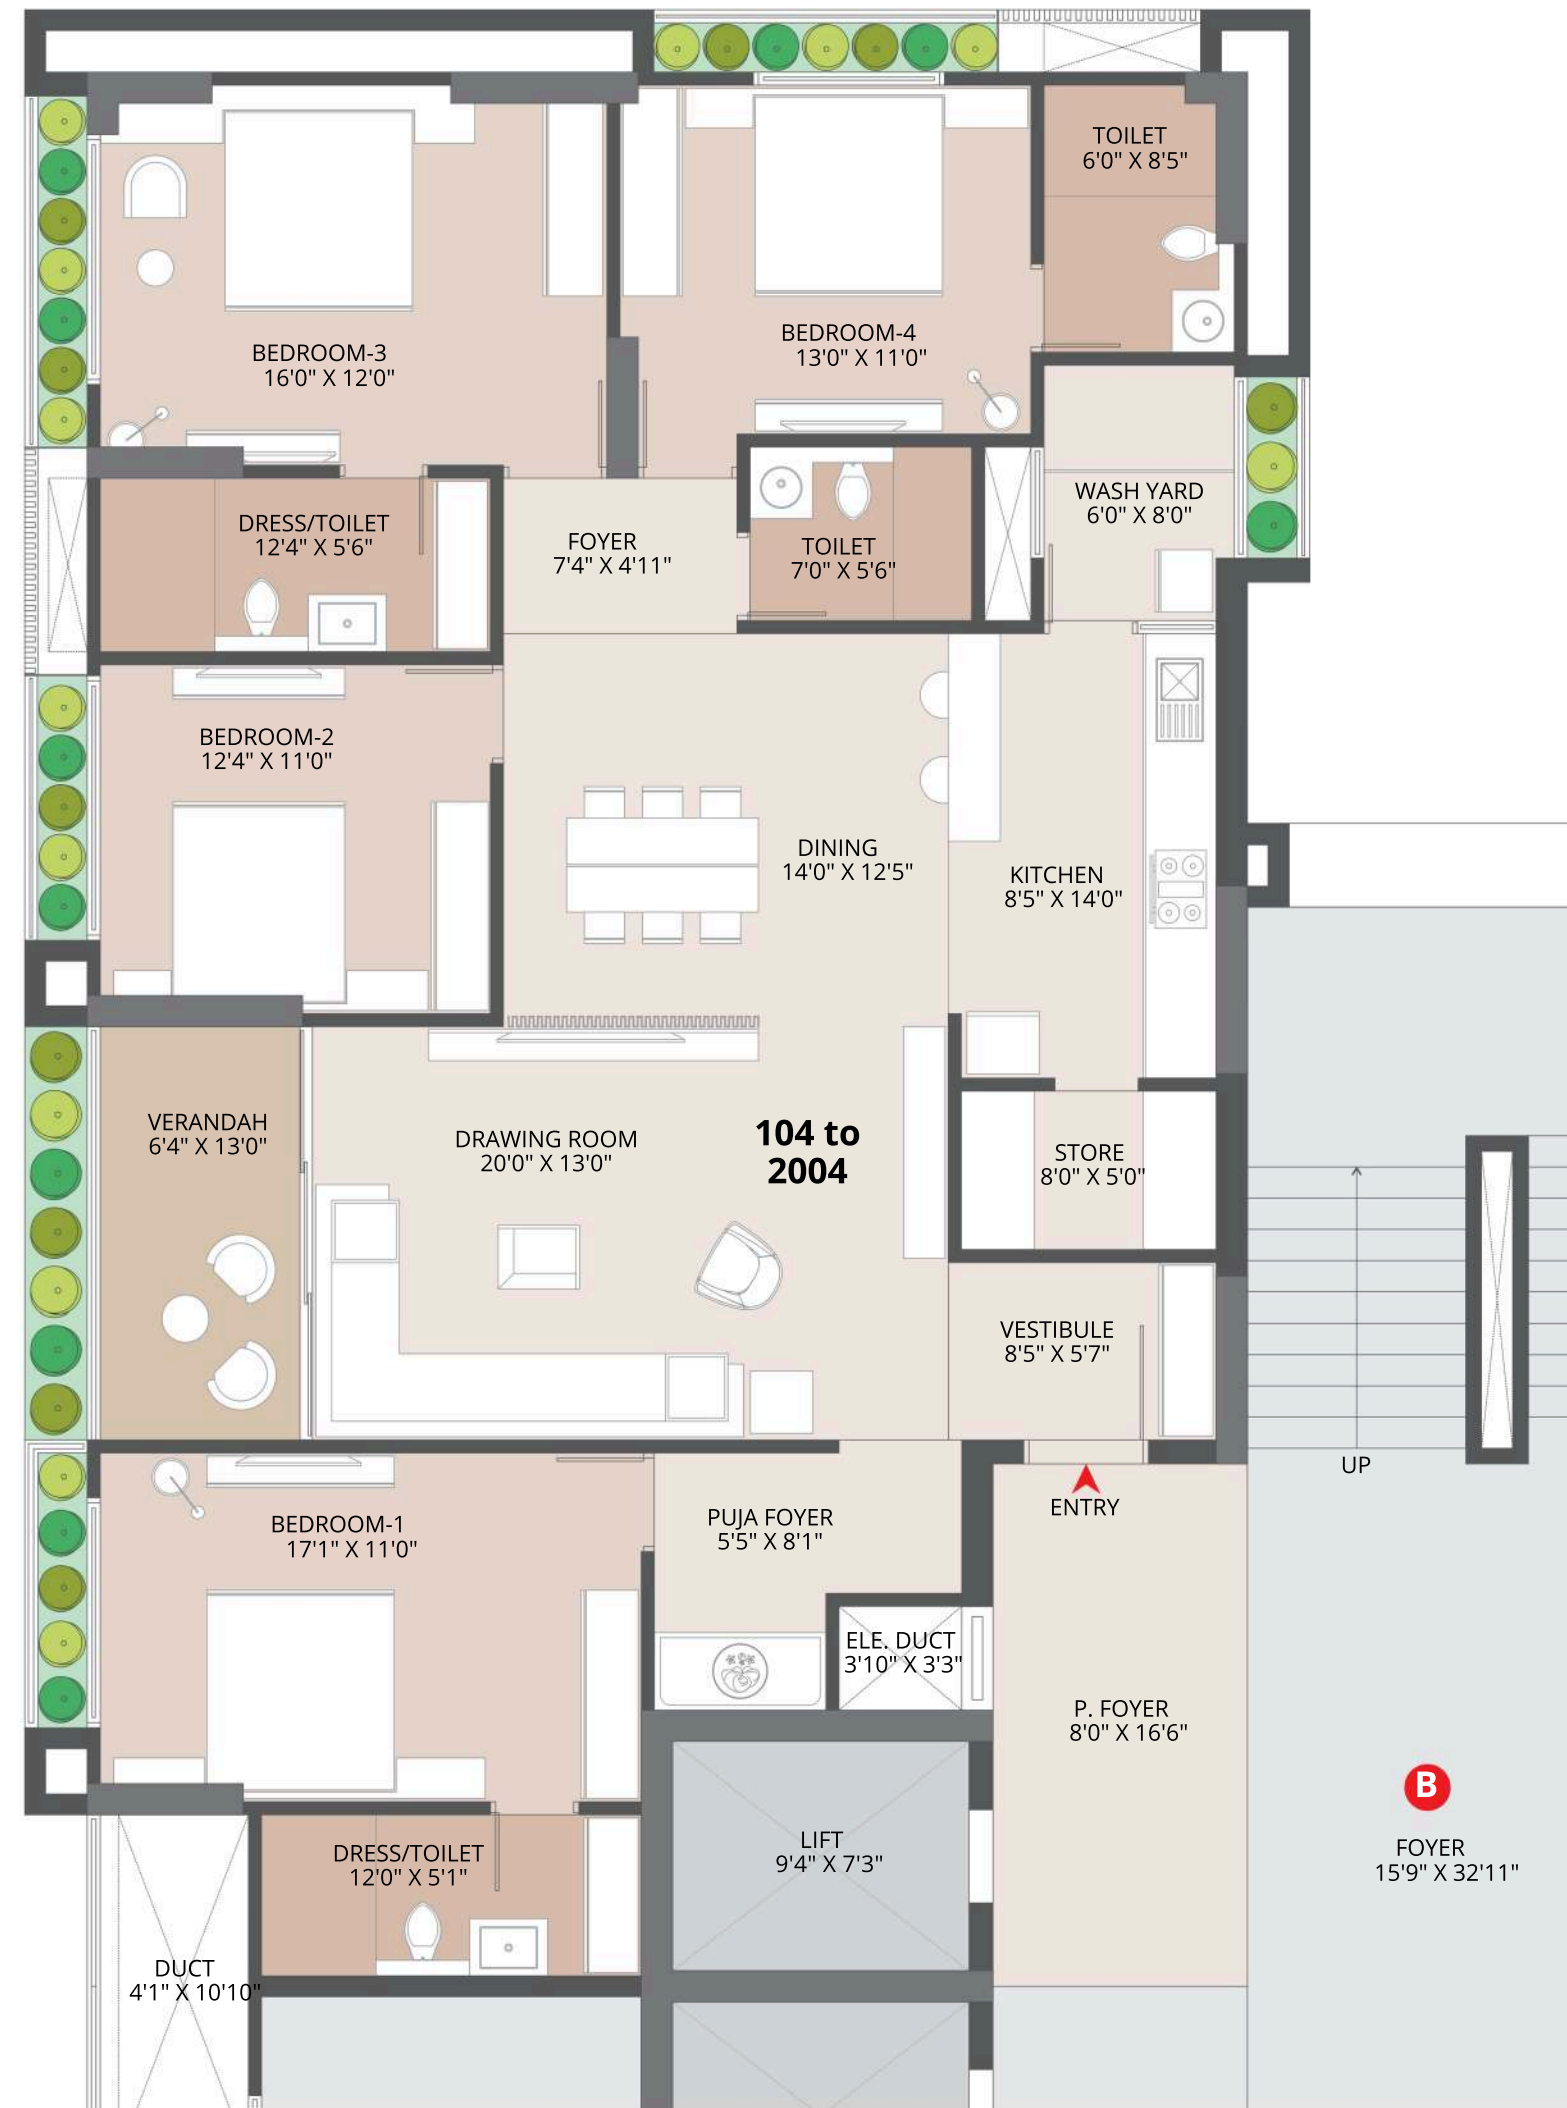 TOILET
6'0" X 8'5"
BEDROOM-4
13'0" X 11'0"
BEDROOM-3
16'0" X 12'0"
WASH YARD
6'0" X 8'0"
DRESS/TOILET
12'4" X 5'6"
FOYER
7'4" X 4'11"
TOILET
7'0" X 5'6"
BEDROOM-2
12'4" X 11'0"
DINING
14'0" X 12'5"
KITCHEN
8'5" X 14'0"
VERANDAH
6'4" X 13'0"
DRAWING ROOM
20'0" X 13'0"
104 to
2004
STORE
8'0" X 5'0"
VESTIBULE
8'5" X 5'7"
UP
ENTRY
BEDROOM-1
17'1" X 11'0"
PUJA FOYER
5'5" X 8'1"
ELE. DUCT
3'10" X 3'3"
P. FOYER
8'0" X 16'6"
B
FOYER
15'9" X 32'11"
LIFT
9'4" X 7'3"
DRESS/TOILET
12'0" X 5'1"
DUCT
4'1" X 10'10"